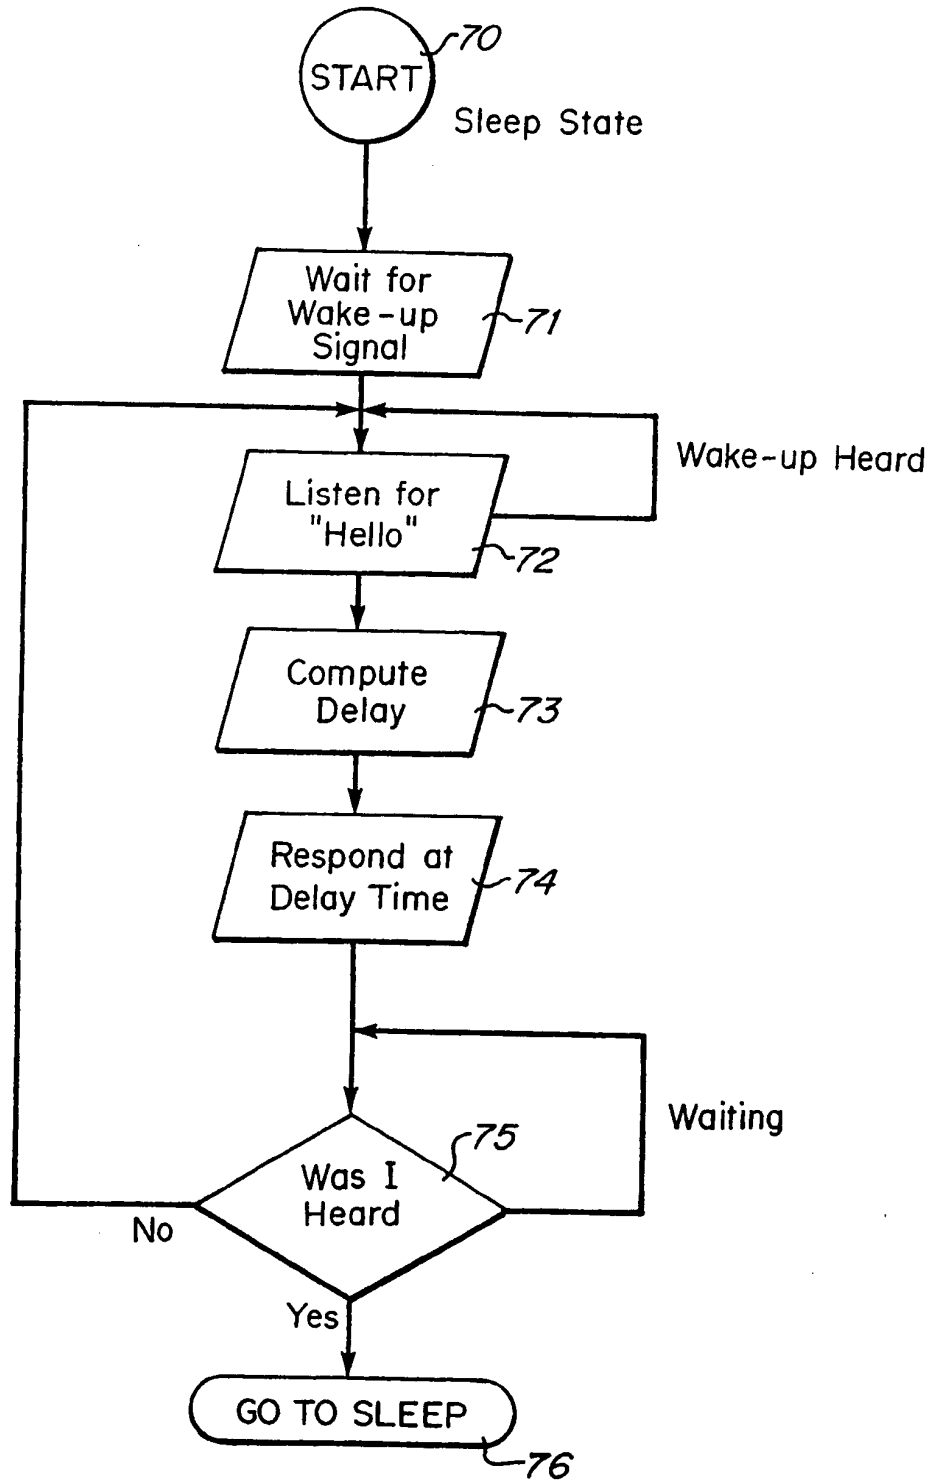 70
START
Sleep State
Wait for
Wake-up
Signal
71
Wake-up Heard
Listen for
"Hello"
72
Compute
Delay
73
Respond at
Delay Time
74
Waiting
75
Was I
Heard
No
Yes
GO TO SLEEP
76